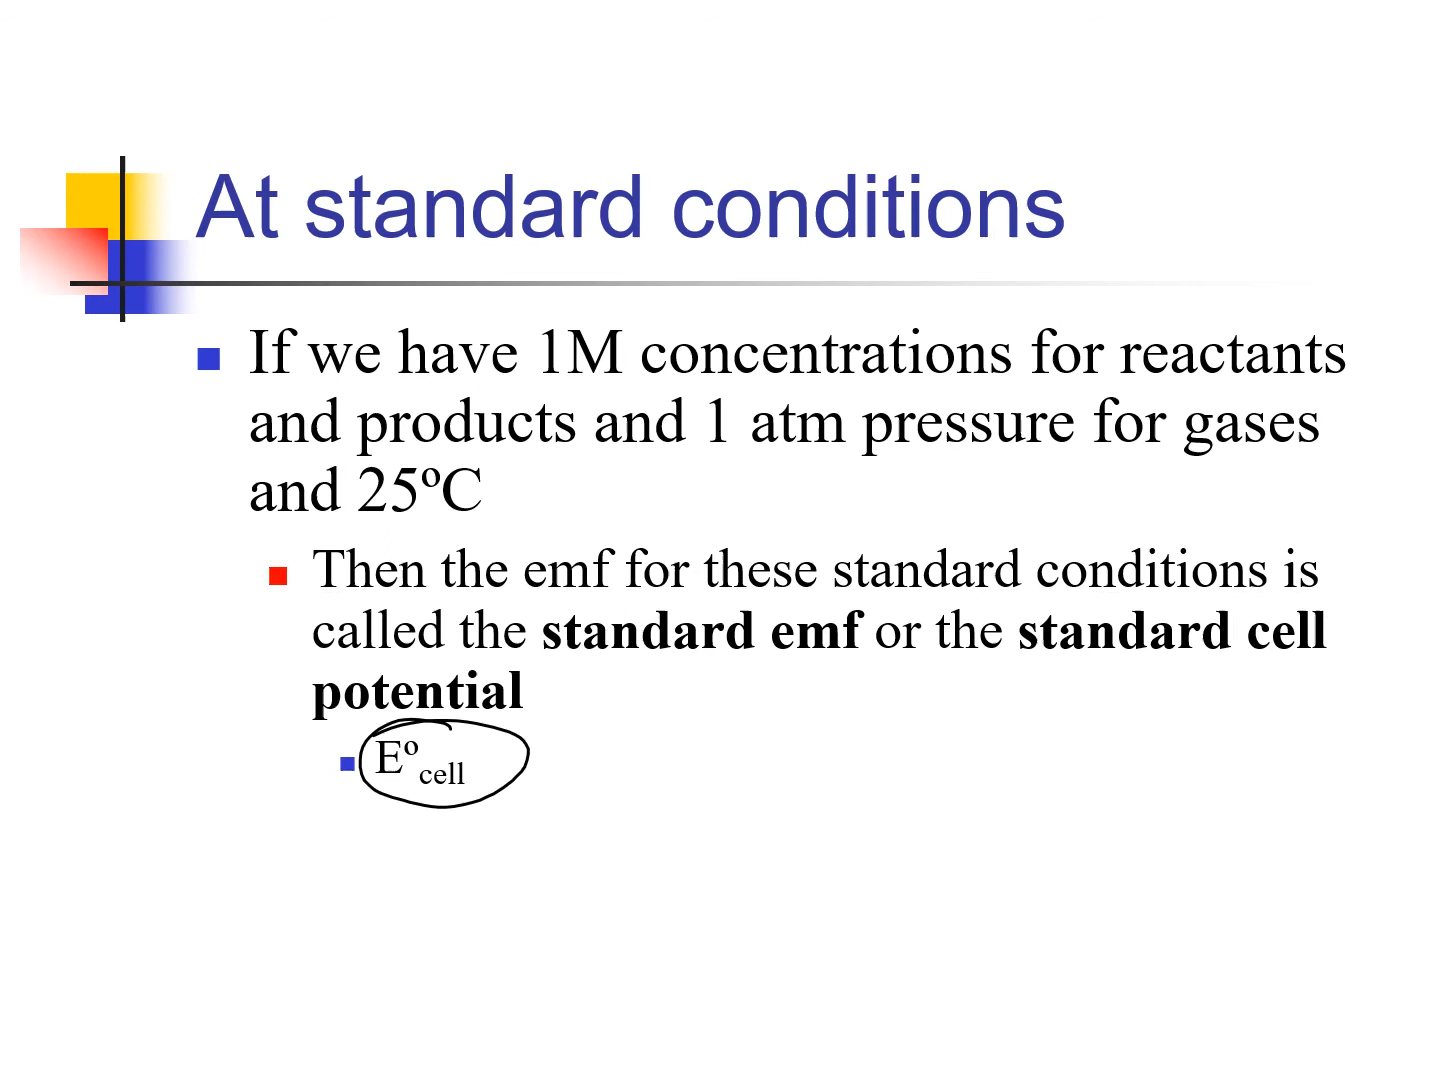 At standard conditions
If we have 1M concentrations for reactants
and products and 1 atm pressure for gases
and 25ºC
Then the emf for these standard conditions is
called the standard emf or the standard cell
potential
Eºcell